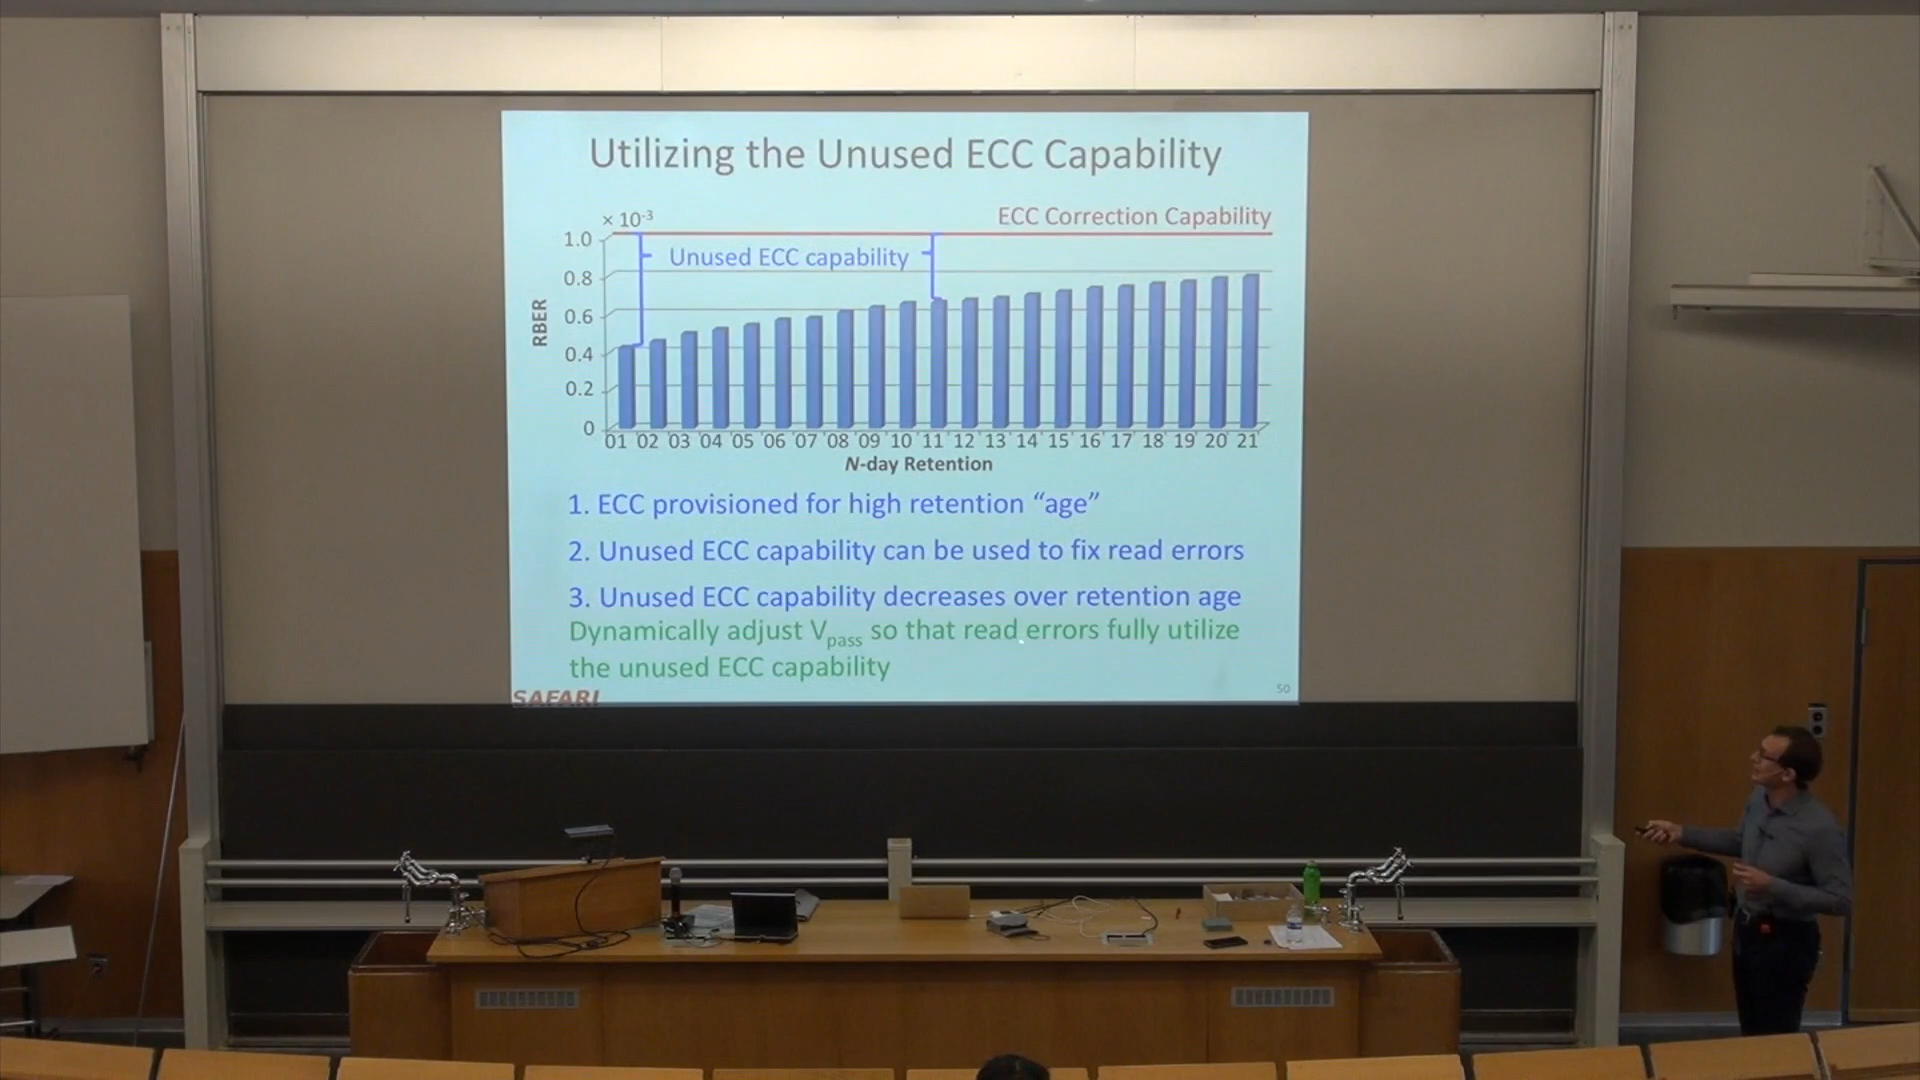 Utilizing the Unused ECC Capability
× 10-3
ECC Correction Capability
1.0
Unused ECC capability
0.8
0.6
RBER
0.4
0.2
0
01 02 03 04 05 06 07 08 09 10 11 12 13 14 15 16 17 18 19 20 21
N-day Retention
1. ECC provisioned for high retention “age”
2. Unused ECC capability can be used to fix read errors
3. Unused ECC capability decreases over retention age
Dynamically adjust Vpass so that read errors fully utilize
the unused ECC capability
SAFARI
50